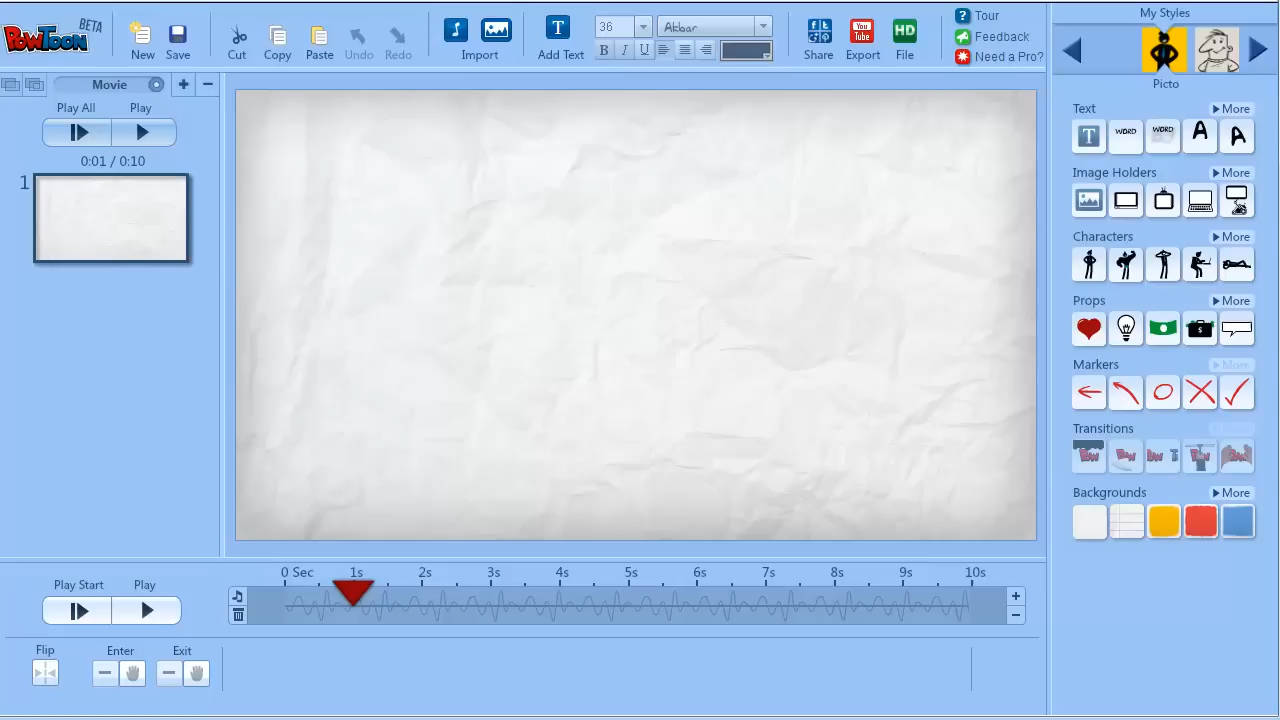 POWTOON BETA
New Save Cut Copy Paste Undo Redo Import Add Text 36 Akbar B I U Share Export File
You Tube HD
Tour
Feedback
Need a Pro?
My Styles
Picto
Movie
Play All Play
0:01 / 0:10
1
Text More
T WORD WORD A A
Image Holders More
Characters More
Props More
Markers More
Transitions
Backgrounds More
Play Start Play
0 Sec 1s 2s 3s 4s 5s 6s 7s 8s 9s 10s
Flip Enter Exit